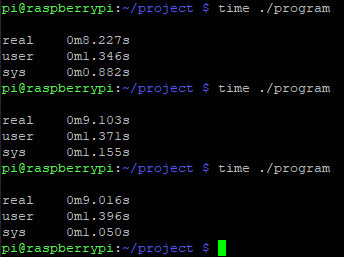 pi@raspberrypi:~/project $ time ./program
real 0m8.227s
user 0m1.346s
sys 0m0.882s
pi@raspberrypi:~/project $ time ./program
real 0m9.103s
user 0m1.371s
sys 0m1.155s
pi@raspberrypi:~/project $ time ./program
real 0m9.016s
user 0m1.396s
sys 0m1.050s
pi@raspberrypi:~/project $